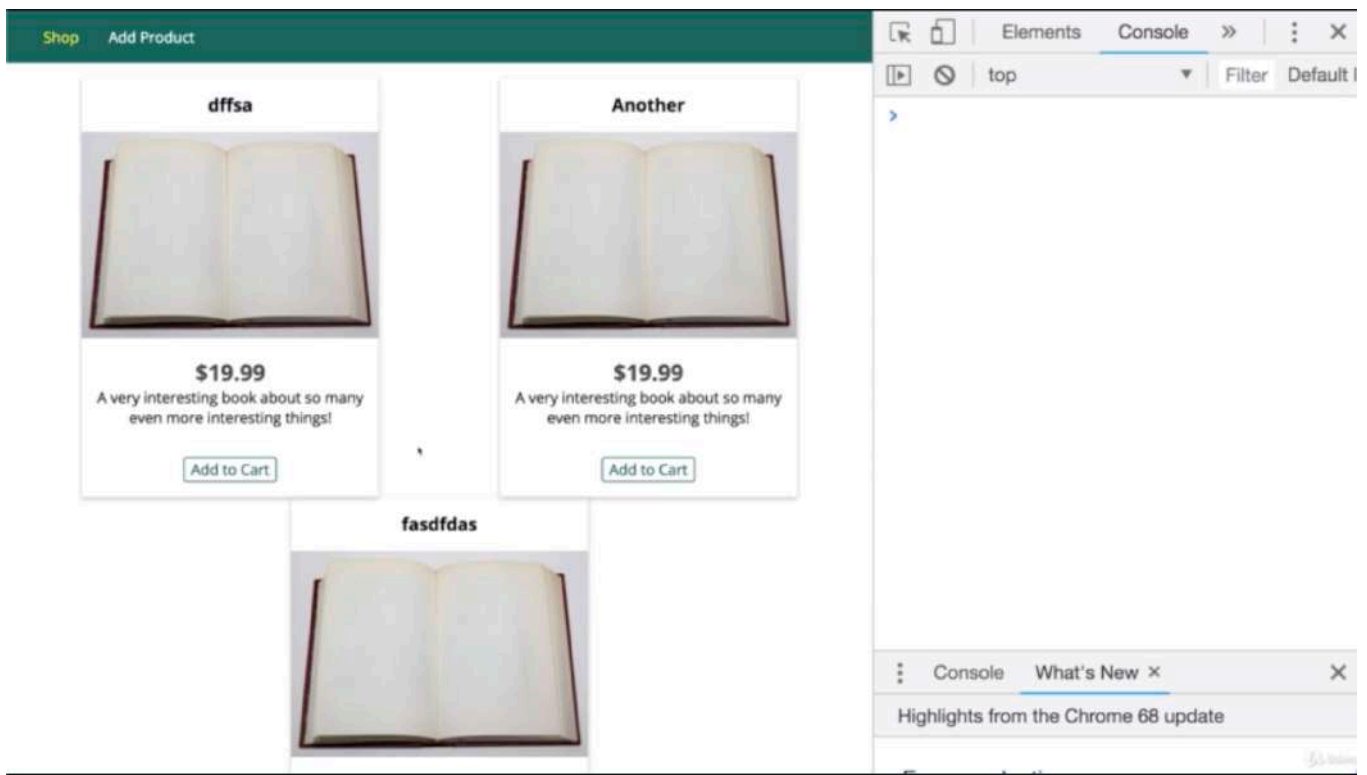 Shop Add Product
Elements Console »
top Filter Default
dffsa
Another
$19.99
A very interesting book about so many
even more interesting things!
Add to Cart
$19.99
A very interesting book about so many
even more interesting things!
Add to Cart
fasdfdas
Console What's New ×
Highlights from the Chrome 68 update